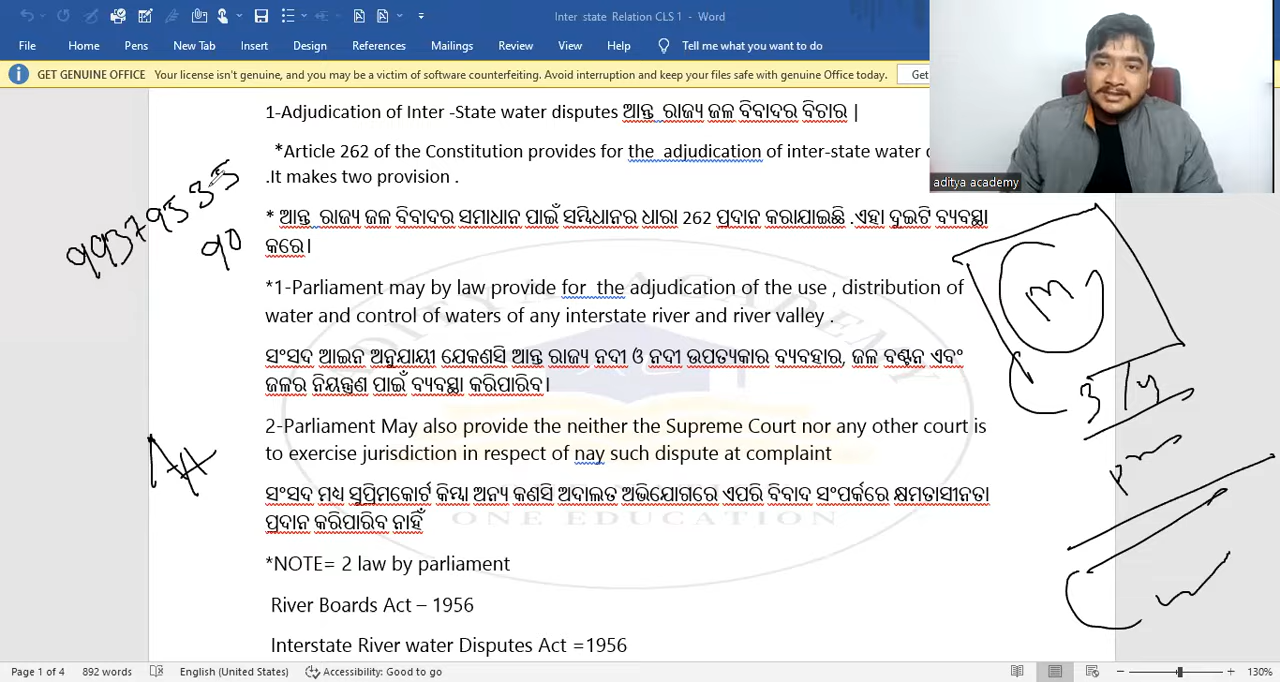 Inter state Relation CLS 1 - Word
File Home Pens New Tab Insert Draw Design References Mailings Review View Help Tell me what you want to do
GET GENUINE OFFICE Your license isn't genuine, and you may be a victim of software counterfeiting. Avoid interruption and keep your files safe with genuine Office today. Get
1-Adjudication of Inter -State water disputes ଆନ୍ତ ରାଜ୍ୟ ଜଳ ବିବାଦର ବିଚାର |
*Article 262 of the Constitution provides for the adjudication of inter-state water
.It makes two provision .
aditya academy
* ଆନ୍ତ ରାଜ୍ୟ ଜଳ ବିବାଦର ସମାଧାନ ପାଇଁ ସମ୍ବିଧାନର ଧାରା 262 ପ୍ରଦାନ କରାଯାଇଛି .ଏହା ଦୁଇଟି ବ୍ୟବସ୍ଥା
କରେ।
*1-Parliament may by law provide for the adjudication of the use , distribution of
water and control of waters of any interstate river and river valley .
ସଂସଦ ଆଇନ ଅନୁଯାୟୀ ଯେକଣସି ଆନ୍ତ ରାଜ୍ୟ ନଦୀ ଓ ନଦୀ ଉପତ୍ୟକାର ବ୍ୟବହାର, ଜଳ ବଣ୍ଟନ ଏବଂ
ଜଳର ନିୟନ୍ତ୍ରଣ ପାଇଁ ବ୍ୟବସ୍ଥା କରିପାରିବ।
2-Parliament May also provide the neither the Supreme Court nor any other court is
to exercise jurisdiction in respect of nay such dispute at complaint
ସଂସଦ ମଧ୍ୟ ସୁପ୍ରିମକୋର୍ଟ କିମ୍ବା ଅନ୍ୟ କଣସି ଅଦାଲତ ଅଭିଯୋଗରେ ଏପରି ବିବାଦ ସଂପର୍କରେ କ୍ଷମତାସୀନତା
ପ୍ରଦାନ କରିପାରିବ ନାହିଁ
ONE EDUCATION
*NOTE= 2 law by parliament
River Boards Act – 1956
Interstate River water Disputes Act =1956
90
Page 1 of 4 892 words English (United States) Accessibility: Good to go 130%